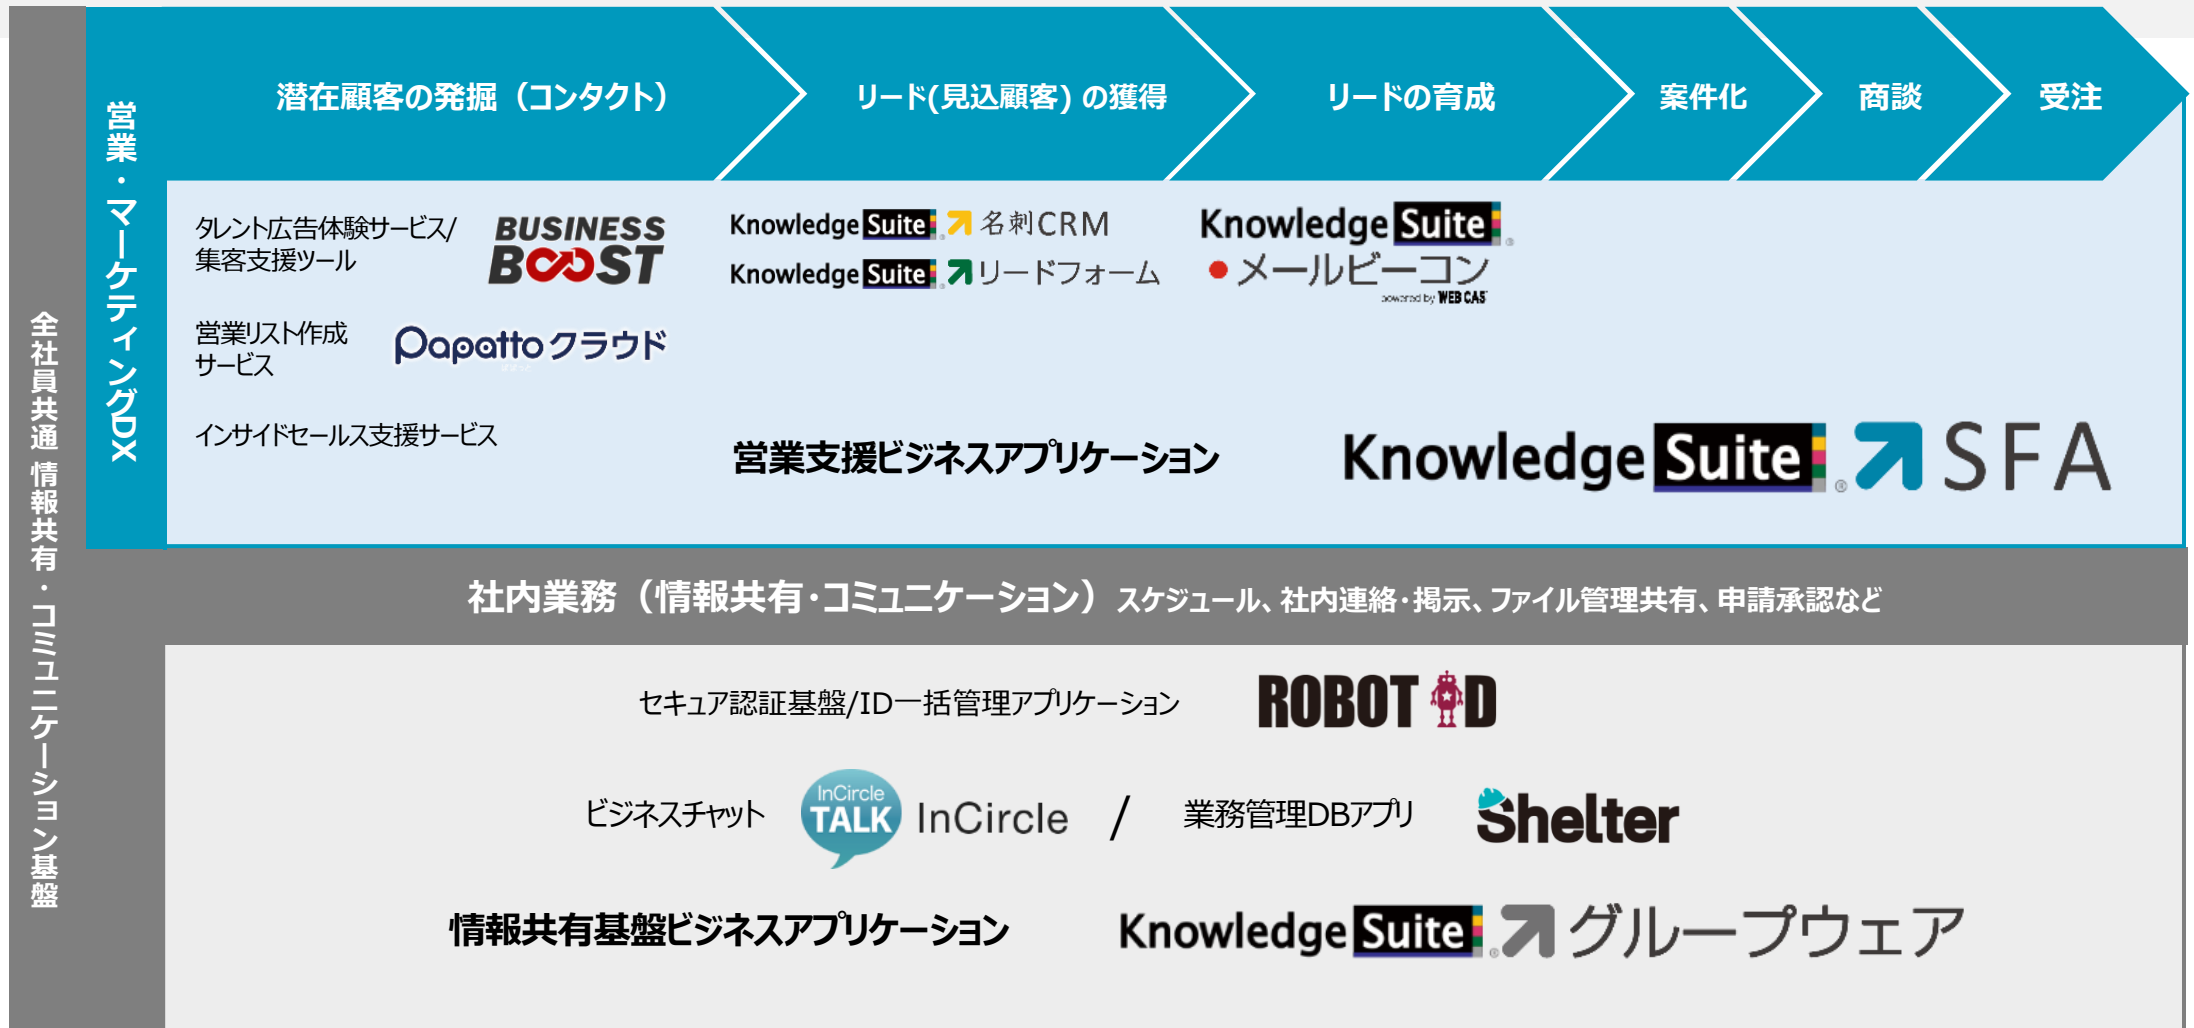 全社員共通 情報共有・コミュニケーション基盤
営業・マーケティングDX
潜在顧客の発掘（コンタクト）
リード(見込顧客) の獲得
リードの育成
案件化
商談
受注
タレント広告体験サービス/
集客支援ツール
BUSINESS
BOOST
営業リスト作成
サービス
Papattoクラウド
インサイドセールス支援サービス
Knowledge Suite® 名刺CRM
Knowledge Suite® リードフォーム
Knowledge Suite®
メールビーコン
powered by WEB CAS
営業支援ビジネスアプリケーション
Knowledge Suite® SFA
社内業務（情報共有・コミュニケーション）スケジュール、社内連絡・掲示、ファイル管理共有、申請承認など
セキュア認証基盤/ID一括管理アプリケーション
ROBOT ID
ビジネスチャット
InCircle
TALK
InCircle
/
業務管理DBアプリ
Shelter
情報共有基盤ビジネスアプリケーション
Knowledge Suite® グループウェア